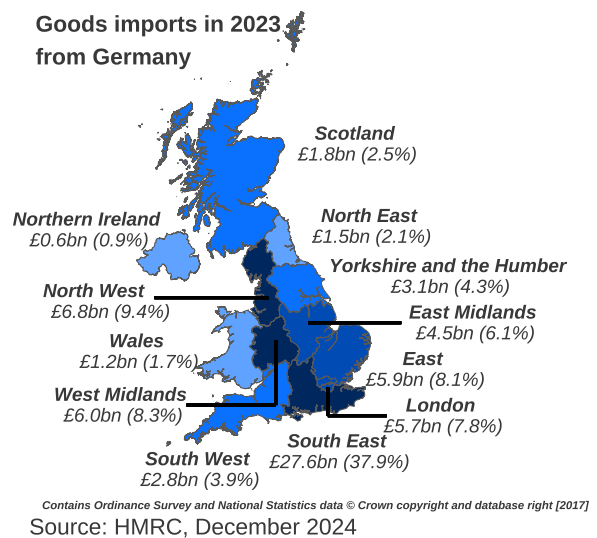 Goods imports in 2023
from Germany
Scotland
£1.8bn (2.5%)
Northern Ireland
£0.6bn (0.9%)
North East
£1.5bn (2.1%)
Yorkshire and the Humber
£3.1bn (4.3%)
North West
£6.8bn (9.4%)
East Midlands
£4.5bn (6.1%)
Wales
£1.2bn (1.7%)
East
£5.9bn (8.1%)
West Midlands
£6.0bn (8.3%)
London
£5.7bn (7.8%)
South East
£27.6bn (37.9%)
South West
£2.8bn (3.9%)
Contains Ordinance Survey and National Statistics data © Crown copyright and database right [2017]
Source: HMRC, December 2024